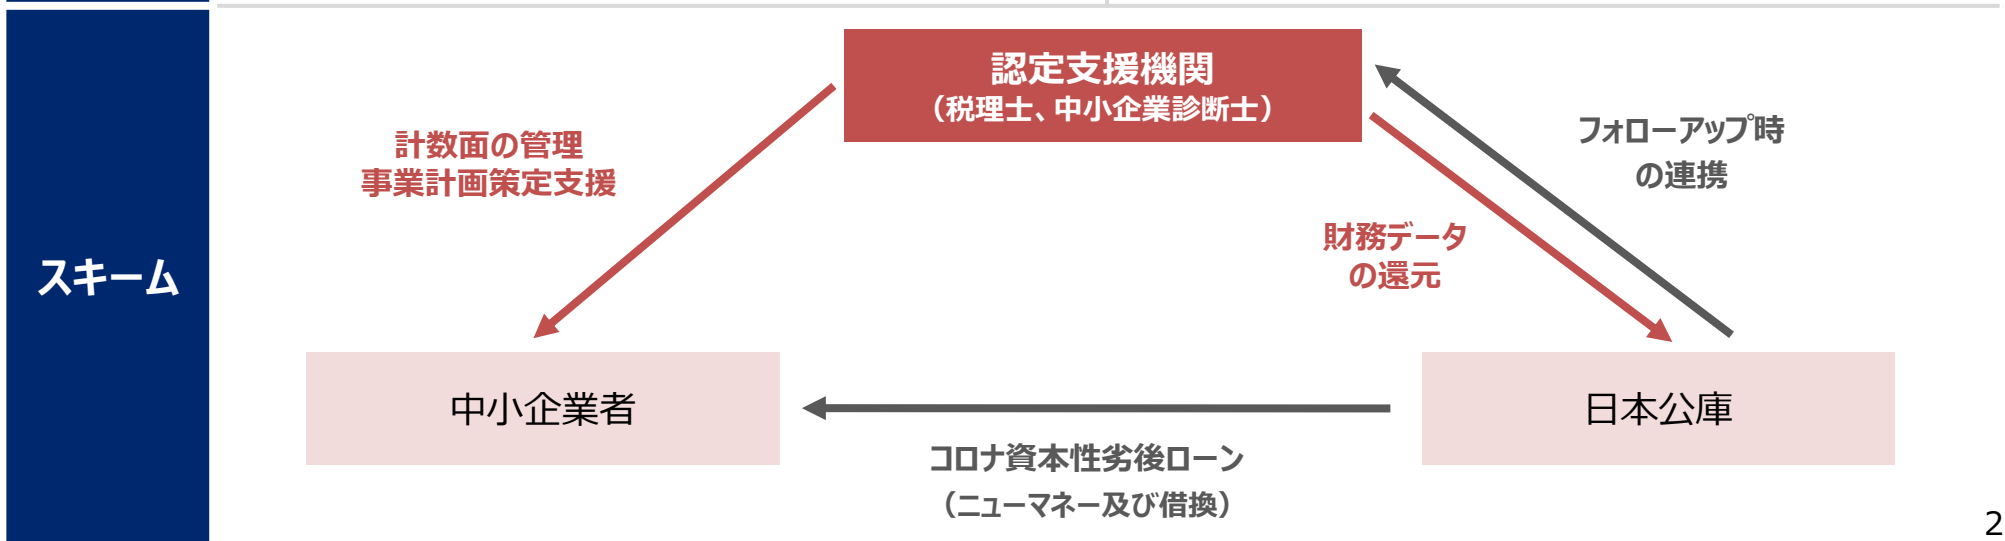 スキーム
認定支援機関
（税理士、中小企業診断士）
計数面の管理
事業計画策定支援
フォローアップ時
の連携
財務データ
の還元
中小企業者
日本公庫
コロナ資本性劣後ローン
（ニューマネー及び借換）
2